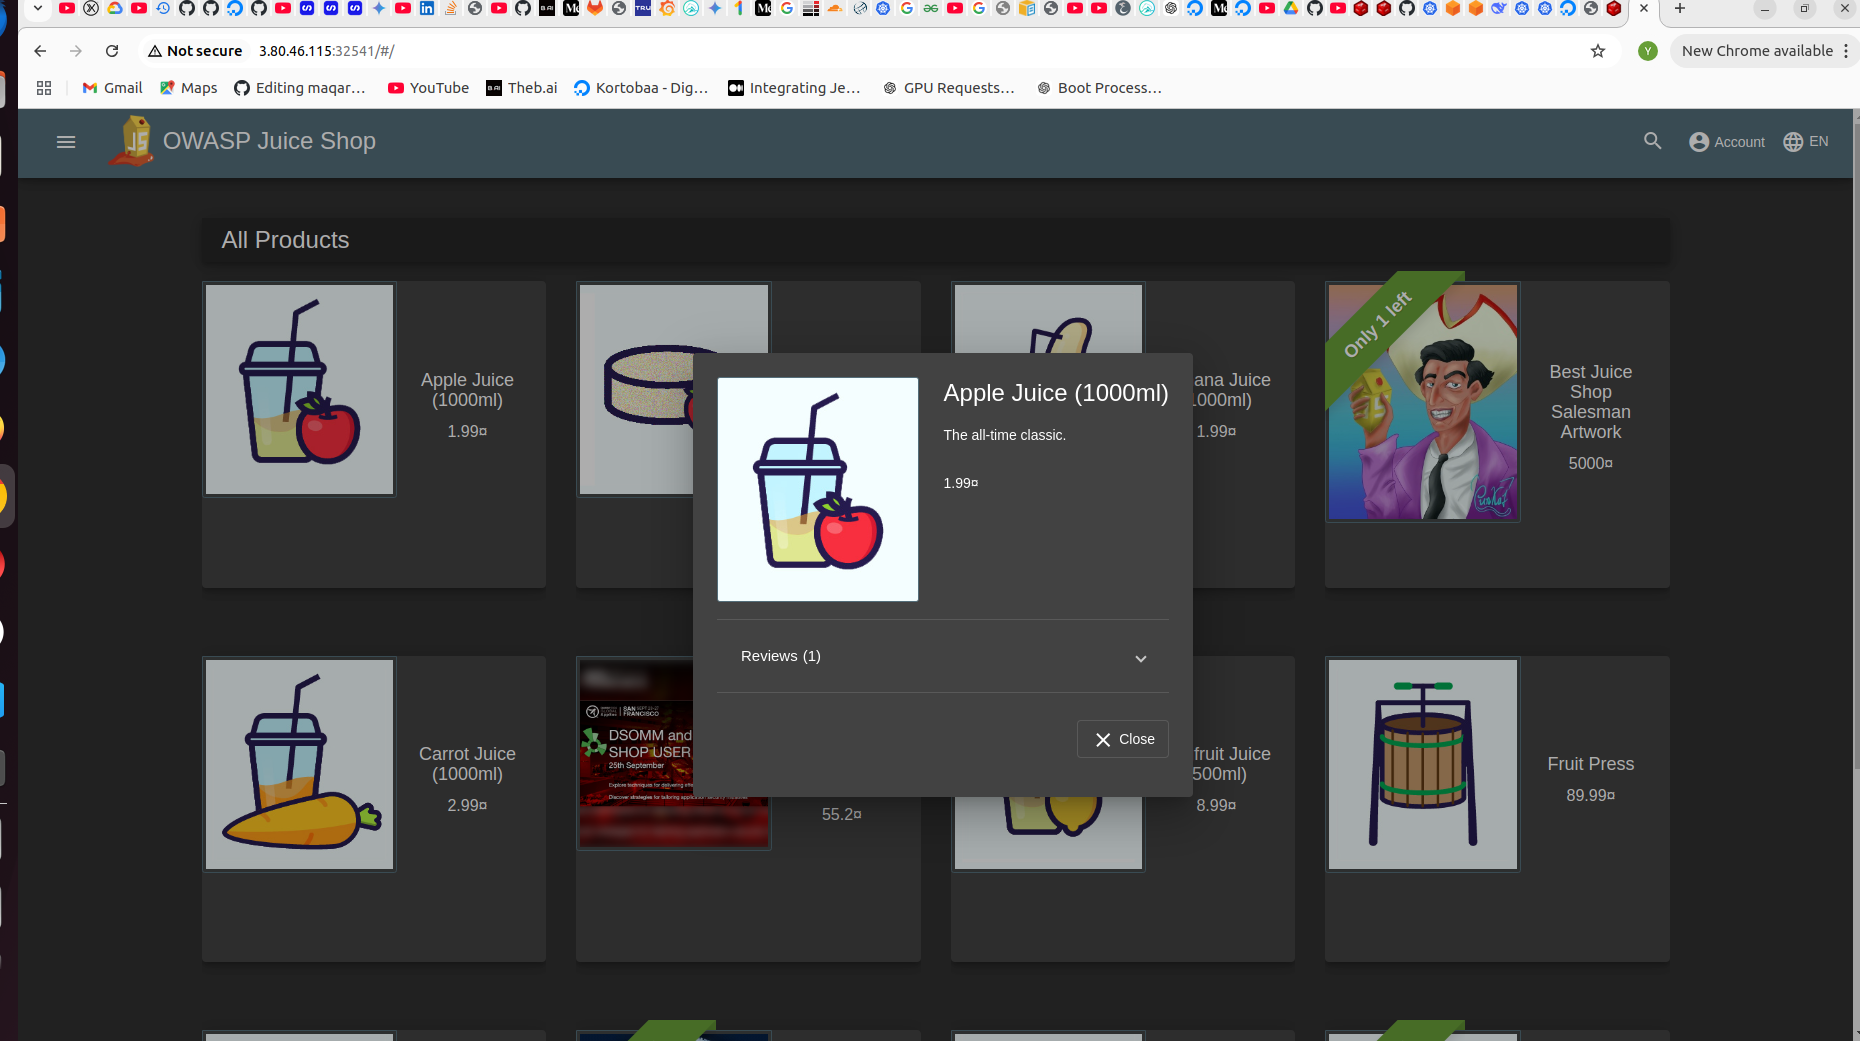 Not secure
3.80.46.115:32541/#/
New Chrome available
Gmail
Maps
Editing maqar…
YouTube
Theb.ai
Kortobaa - Dig…
Integrating Je…
GPU Requests…
Boot Process…
OWASP Juice Shop
Account
EN
All Products
Apple Juice
(1000ml)
1.99¤
ana Juice
1.99¤
Only 1 left
Best Juice
Shop
Salesman
Artwork
5000¤
Apple Juice (1000ml)
The all-time classic.
1.99¤
Reviews (1)
Close
Carrot Juice
(1000ml)
2.99¤
SAN
FRANCISCO
DSOMM and
SHOP USER
25th September
55.2¤
fruit Juice
500ml)
8.99¤
Fruit Press
89.99¤